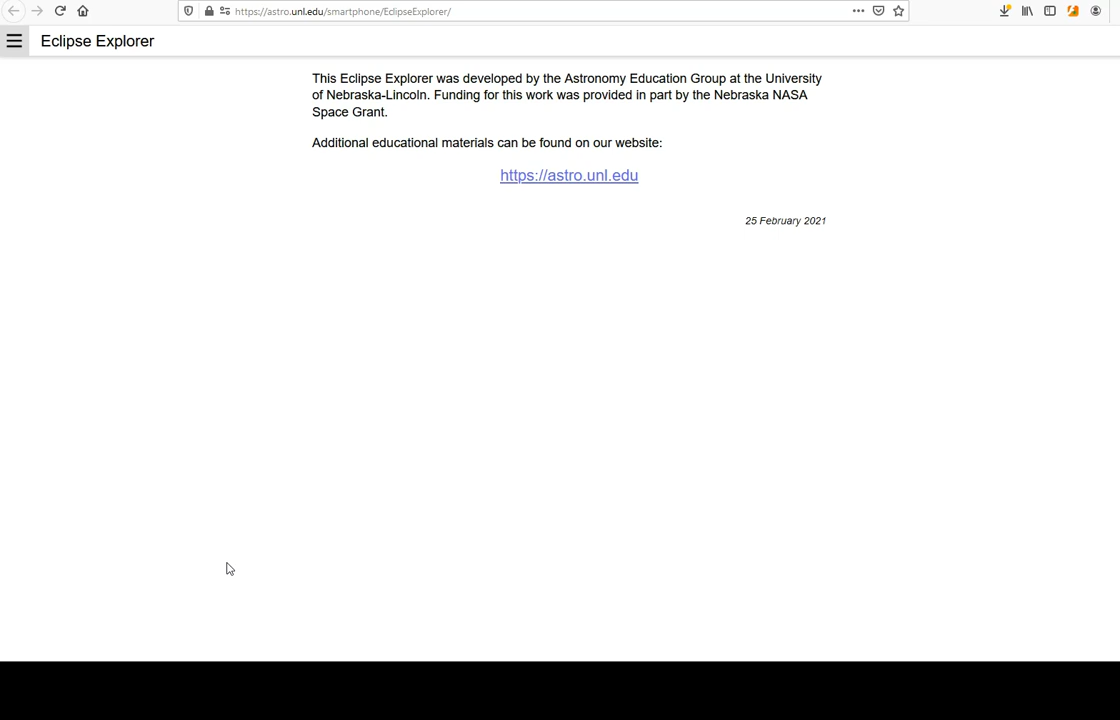 https://astro.unl.edu/smartphone/EclipseExplorer/
Eclipse Explorer
This Eclipse Explorer was developed by the Astronomy Education Group at the University
of Nebraska-Lincoln. Funding for this work was provided in part by the Nebraska NASA
Space Grant.
Additional educational materials can be found on our website:
https://astro.unl.edu
25 February 2021